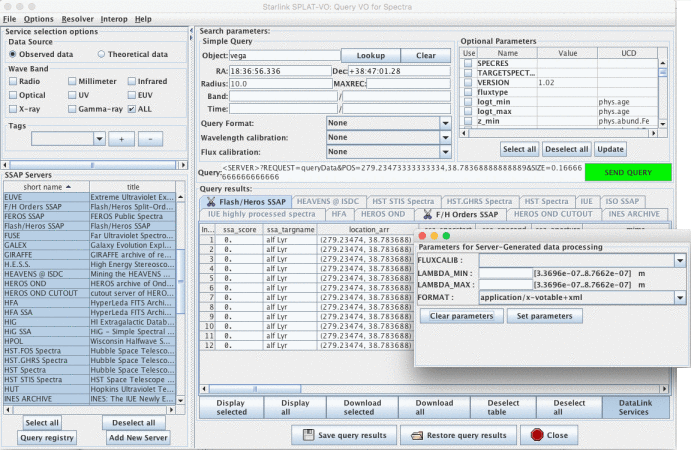 Starlink SPLAT-VO: Query VO for Spectra
File Options Resolver Interop Help
Service selection options
Data Source
Observed data Theoretical data
Wave Band
Radio Millimeter Infrared
Optical UV EUV
X-ray Gamma-ray ALL
Tags
+ -
SSAP Servers
short name title
EUVE Extreme Ultraviolet Ex...
F/H Orders SSAP Flash/Heros Split-Ord...
FEROS SSAP FEROS Public Spectra
Flash/Heros SSAP Flash/Heros SSAP
FUSE Far Ultraviolet Spectro...
GALEX Galaxy Evolution Expl...
GIRAFFE GIRAFFE archive of re...
H.E.S.S. High Energy Stereosco...
HEAVENS @ ISDC Mining the HEAVENS ...
HEROS OND HEROS archive of Ond...
HEROS OND CUTOUT cutout server of HERO...
HFA HyperLeda FITS Archi...
HFA SSA HyperLeda FITS Archi...
HIG HI Extragalactic Datab...
HIG SSA HIG - Simple Spectral ...
HPOL Wisconsin Halfwave S...
HST.FOS Spectra Hubble Space Telesco...
HST.GHRS Spectra Hubble Space Telesco...
HST Spectra Hubble Space Telesco...
HST STIS Spectra HST Space Telescope ...
HUT Hopkins Ultraviolet Te...
INES ARCHIVE INES: The IUE Newly E...
Select all Deselect all
Query registry Add New Server
Search parameters:
Simple Query
Object: vega Lookup Clear
RA: 18:36:56.336 Dec: +38:47:01.28
Radius: 10.0 MAXREC:
Band: /
Time: /
Query Format: None
Wavelength calibration: None
Flux calibration: None
Optional Parameters
Use Name Value UCD
SPECRES
TARGETSPECT...
VERSION 1.02
fluxtype
logt_min phys.age
logt_max phys.age
z_min phys.abund.Fe
Select all Deselect all Update
Query: <SERVER>?REQUEST=queryData&POS=279.23473333333334,38.78368888888889&SIZE=0.16666
666666666666
SEND QUERY
Query results:
Flash/Heros SSAP HEAVENS @ ISDC HST STIS Spectra HST.GHRS Spectra HST Spectra IUE ISO SSAP
IUE highly processed spectra HFA HEROS OND F/H Orders SSAP HEROS OND CUTOUT INES ARCHIVE
In... ssa_score ssa_targname location_arr
1 0. alf Lyr (279.23474, 38.783688)
2 0. alf Lyr (279.23474, 38.783688)
3 0. alf Lyr (279.23474, 38.783688)
4 0. alf Lyr (279.23474, 38.783688)
5 0. alf Lyr (279.23474, 38.783688)
6 0. alf Lyr (279.23474, 38.783688)
7 0. alf Lyr (279.23474, 38.783688)
8 0. alf Lyr (279.23474, 38.783688)
9 0. alf Lyr (279.23474, 38.783688)
10 0. alf Lyr (279.23474, 38.783688)
11 0. alf Lyr (279.23474, 38.783688)
12 0. alf Lyr (279.23474, 38.783688)
Parameters for Server-Generated data processing
FLUXCALIB :
LAMBDA_MIN : [3.3696e-07..8.7662e-07] m
LAMBDA_MAX : [3.3696e-07..8.7662e-07] m
FORMAT : application/x-votable+xml
Clear parameters Set parameters
Display selected Display all Download selected Download all Deselect table Deselect all DataLink Services
Save query results Restore query results Close